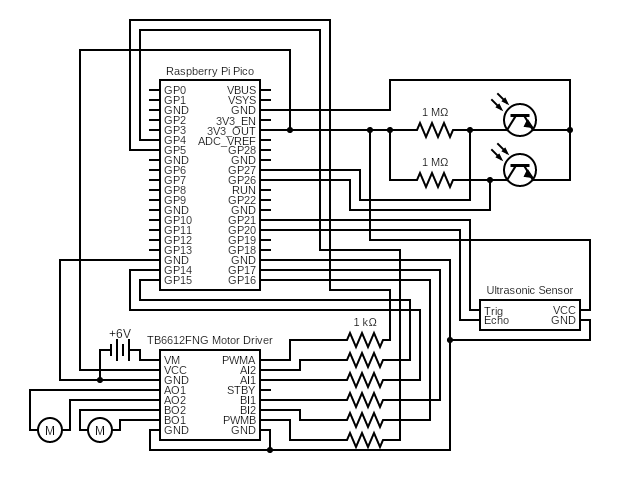 Raspberry Pi Pico
GP0 VBUS
GP1 VSYS
GND GND
GP2 3V3_EN
GP3 3V3_OUT
GP4 ADC_VREF
GP5 GP28
GND GND
GP6 GP27
GP7 GP26
GP8 RUN
GP9 GP22
GND GND
GP10 GP21
GP11 GP20
GP12 GP19
GP13 GP18
GND GND
GP14 GP17
GP15 GP16
1 MΩ
1 MΩ
Ultrasonic Sensor
Trig VCC
Echo GND
+6V
TB6612FNG Motor Driver
VM PWMA
VCC AI2
GND AI1
AO1 STBY
AO2 BI1
BO2 BI2
BO1 PWMB
GND GND
1 kΩ
M M